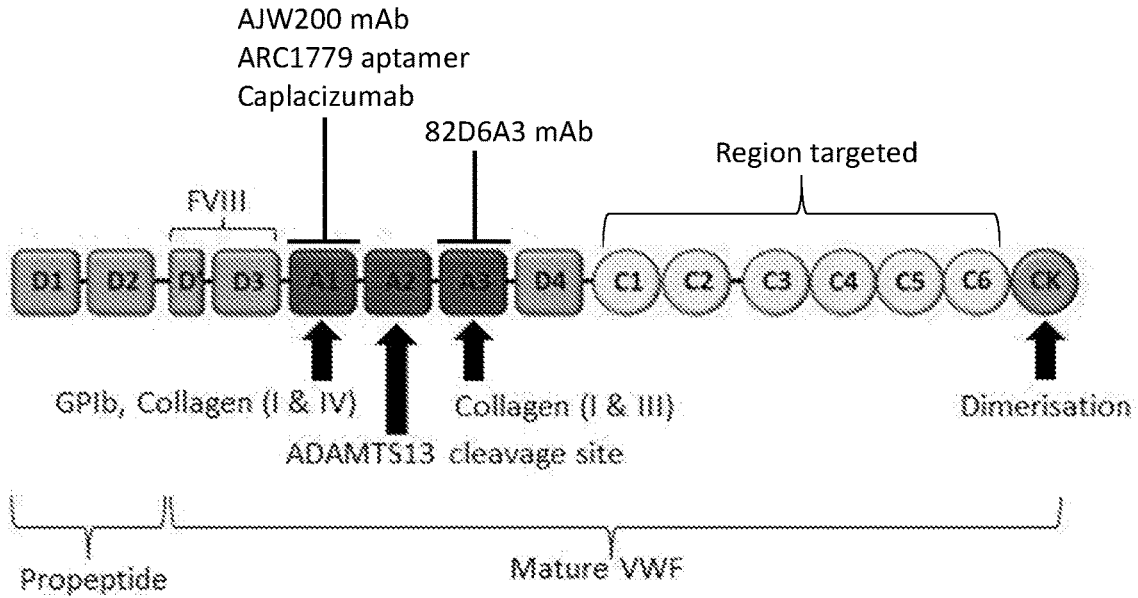 AJW200 mAb
ARC1779 aptamer
Caplacizumab
82D6A3 mAb
Region targeted
FVIII
D1 D2 D' D3 A1 A2 A3 D4 C1 C2 C3 C4 C5 C6 CK
GPIb, Collagen (I & IV)
Collagen (I & III)
Dimerisation
ADAMTS13 cleavage site
Propeptide
Mature VWF